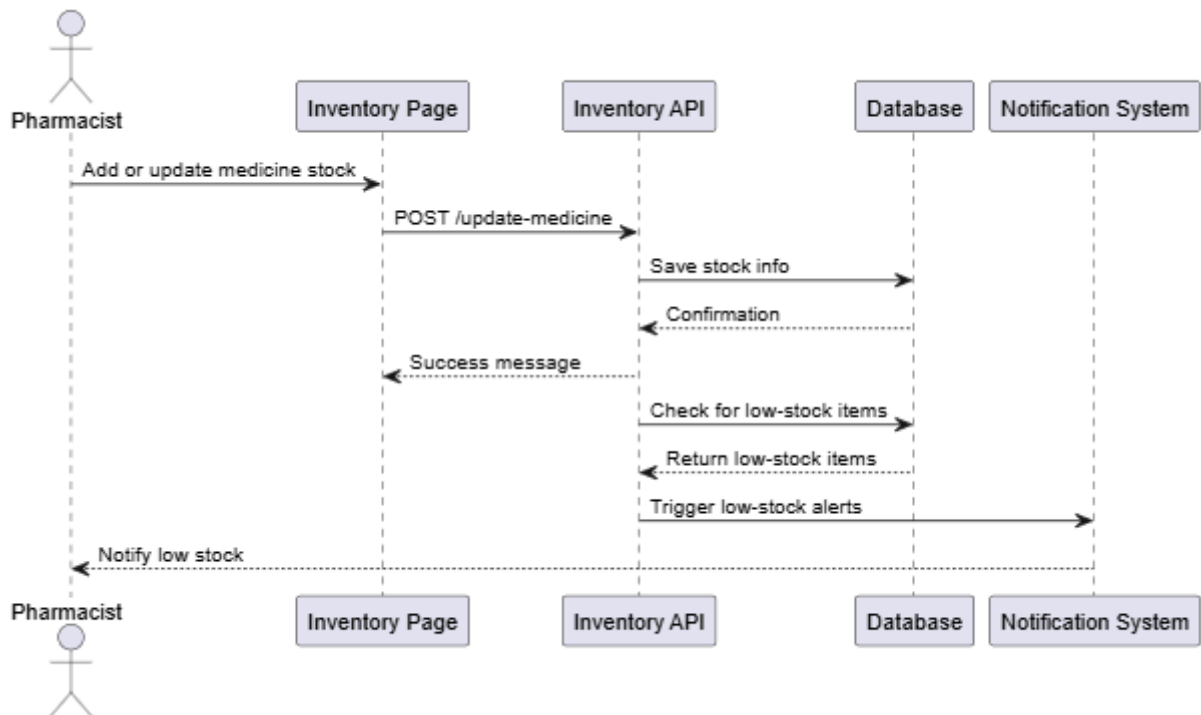 Pharmacist
Inventory Page
Inventory API
Database
Notification System
Add or update medicine stock
POST /update-medicine
Save stock info
Confirmation
Success message
Check for low-stock items
Return low-stock items
Trigger low-stock alerts
Notify low stock
Pharmacist
Inventory Page
Inventory API
Database
Notification System